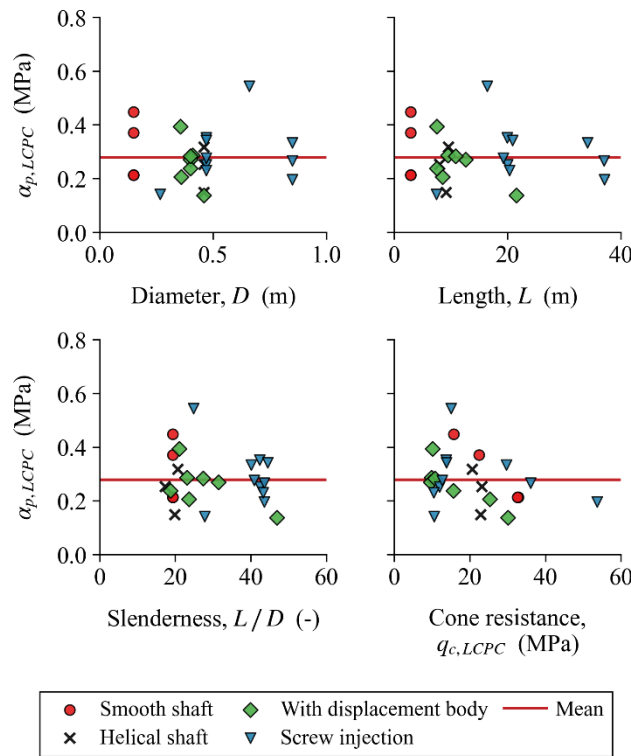 0.8
0.6
0.4
0.2
0.0
α_{p,LCPC} (MPa)
0.0 0.5 1.0
Diameter, D (m)
0 20 40
Length, L (m)
0.8
0.6
0.4
0.2
0.0
α_{p,LCPC} (MPa)
0 20 40 60
Slenderness, L/D (-)
0 20 40 60
Cone resistance,
q_{c,LCPC} (MPa)
Smooth shaft With displacement body Mean
Helical shaft Screw injection